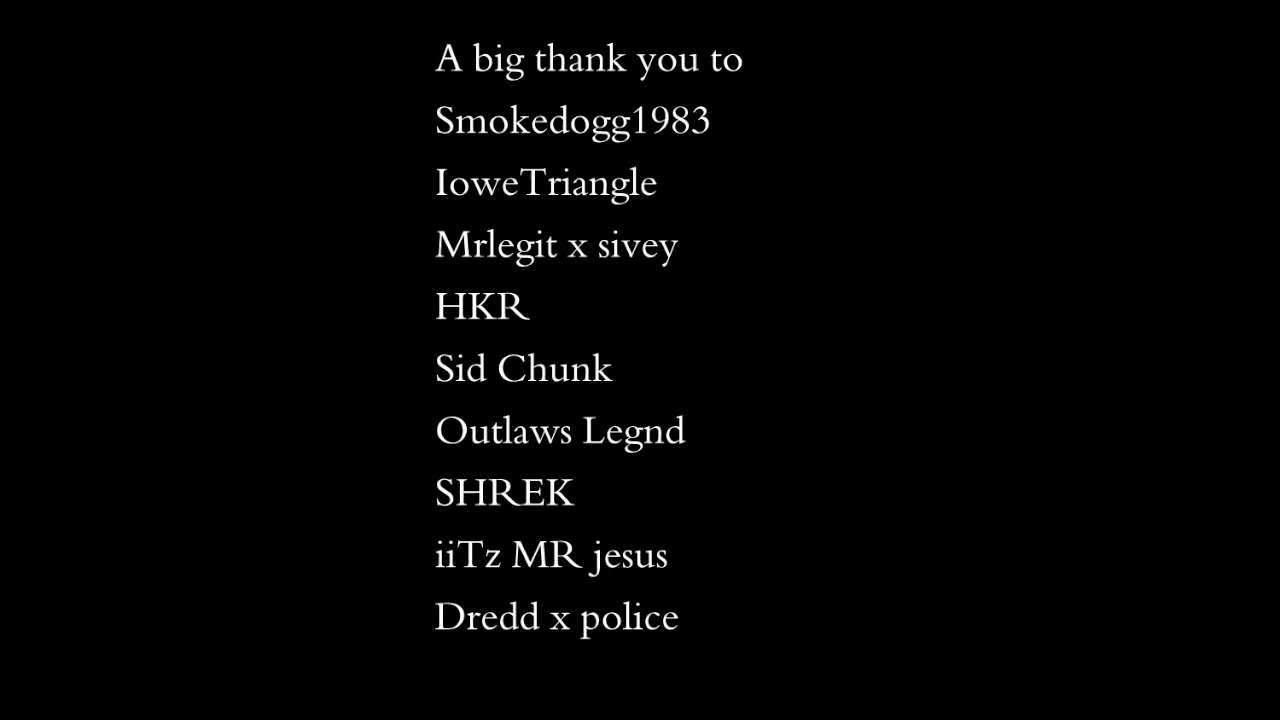 A big thank you to
Smokedogg1983
IoweTriangle
Mrlegit x sivey
HKR
Sid Chunk
Outlaws Legnd
SHREK
iiTz MR jesus
Dredd x police